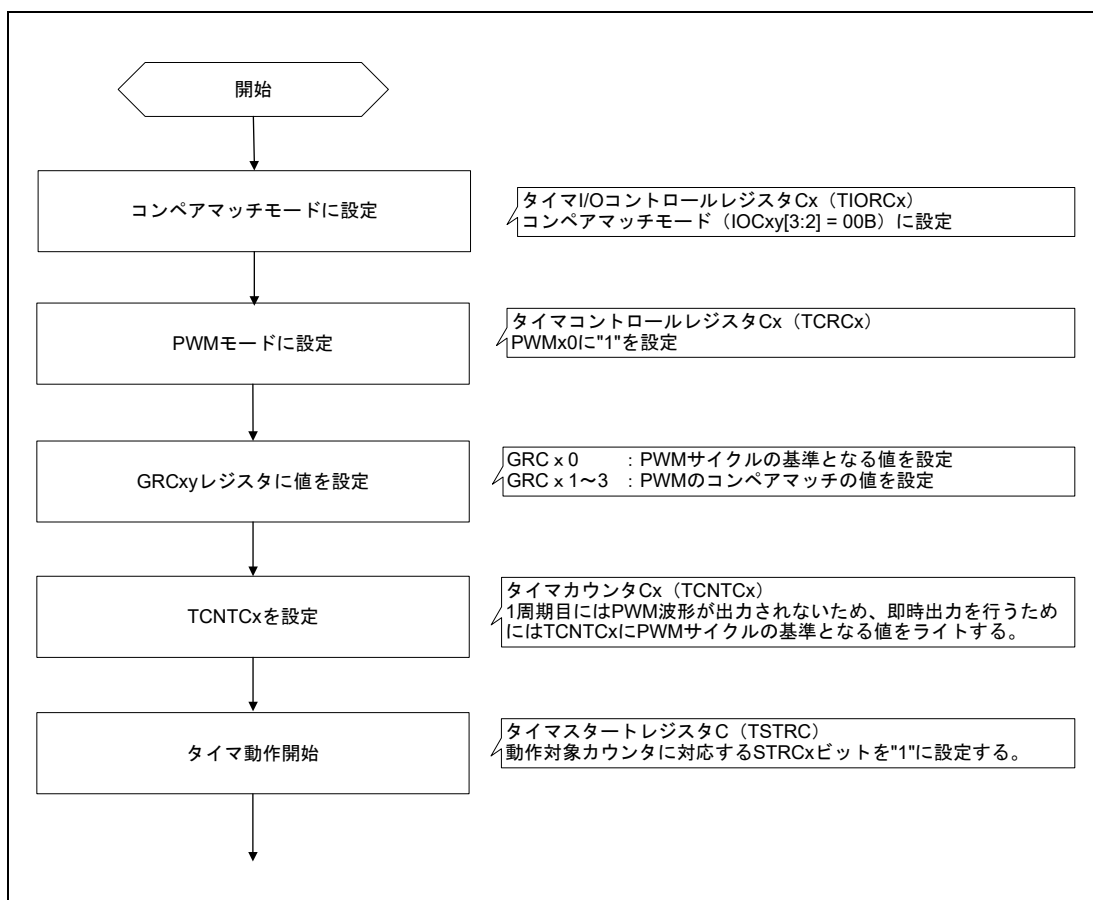 開始
コンペアマッチモードに設定
タイマI/OコントロールレジスタCx（TIORCx）
コンペアマッチモード（IOCxy[3:2] = 00B）に設定
PWMモードに設定
タイマコントロールレジスタCx（TCRCx）
PWMx0に"1"を設定
GRCxyレジスタに値を設定
GRC x 0 ：PWMサイクルの基準となる値を設定
GRC x 1～3 ：PWMのコンペアマッチの値を設定
TCNTCxを設定
タイマカウンタCx（TCNTCx）
1周期目にはPWM波形が出力されないため、即時出力を行うため
にはTCNTCxにPWMサイクルの基準となる値をライトする。
タイマ動作開始
タイマスタートレジスタC（TSTRC）
動作対象カウンタに対応するSTRCxビットを"1"に設定する。